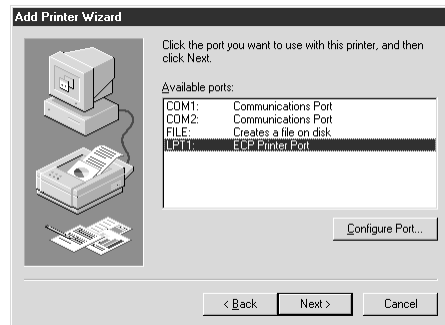 Add Printer Wizard
Click the port you want to use with this printer, and then
click Next.
Available ports:
COM1: Communications Port
COM2: Communications Port
FILE: Creates a file on disk
LPT1: ECP Printer Port
Configure Port...
< Back Next > Cancel